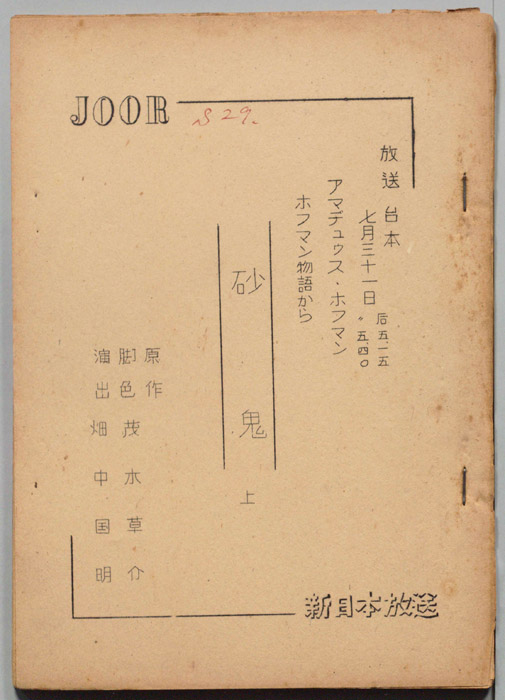 JOOR
S29.
放送台本
七月三十一日 后五.一五
〃五.四〇
アマデュウス・ホフマン
ホフマン物語から
砂鬼 上
原作
脚色 茂木草介
演出 畑中国明
新日本放送